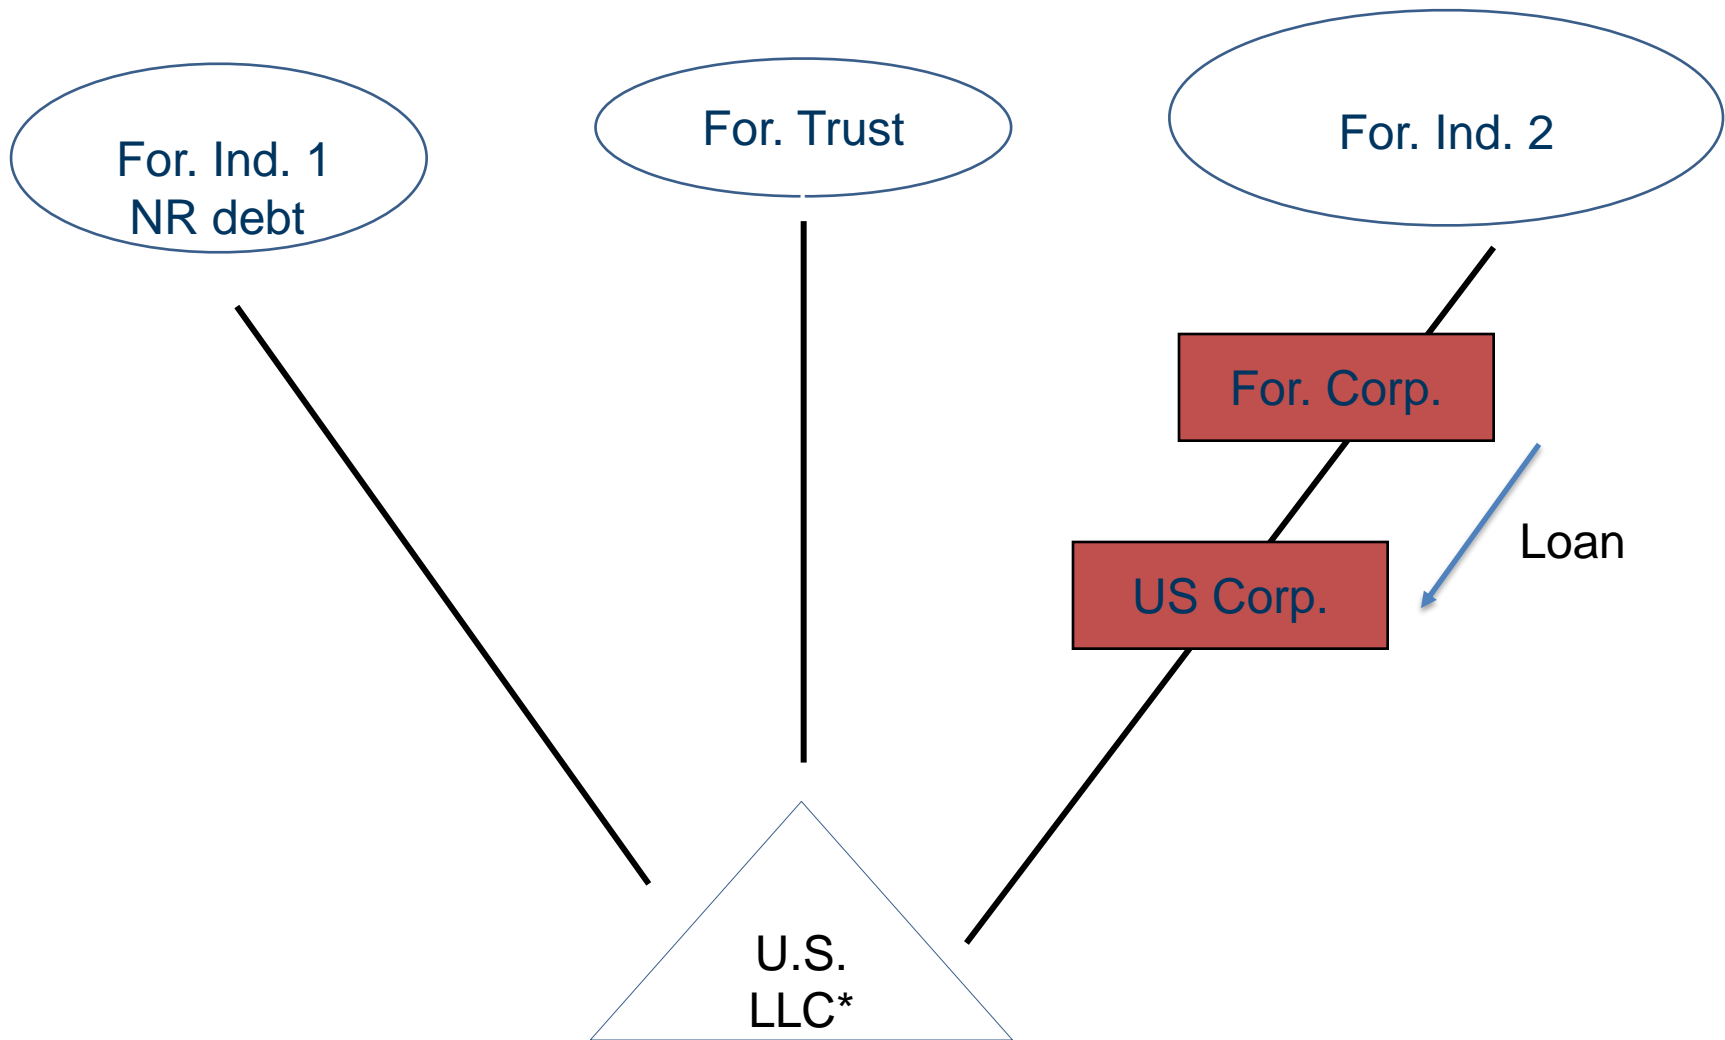 For. Ind. 1
NR debt
For. Trust
For. Ind. 2
For. Corp.
Loan
US Corp.
U.S.
LLC*